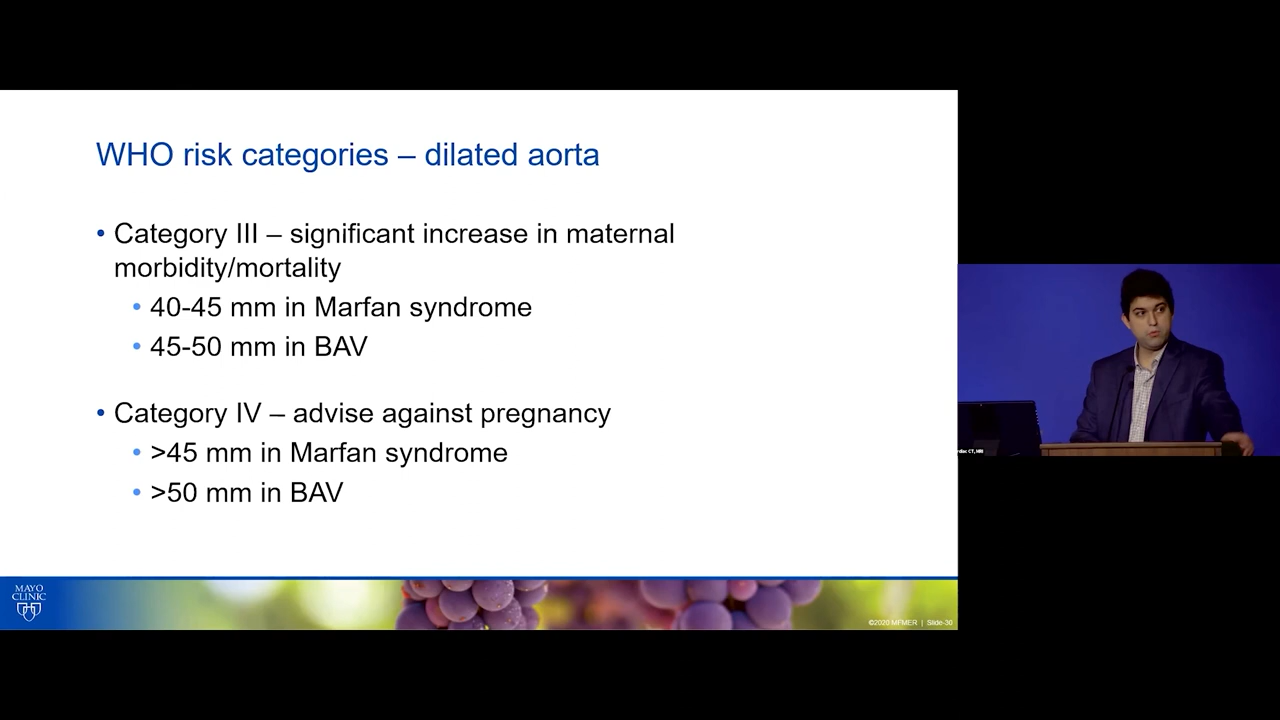 WHO risk categories – dilated aorta
• Category III – significant increase in maternal
morbidity/mortality
• 40-45 mm in Marfan syndrome
• 45-50 mm in BAV
• Category IV – advise against pregnancy
• >45 mm in Marfan syndrome
• >50 mm in BAV
MAYO
CLINIC
©2020 MFMER | Slide-30